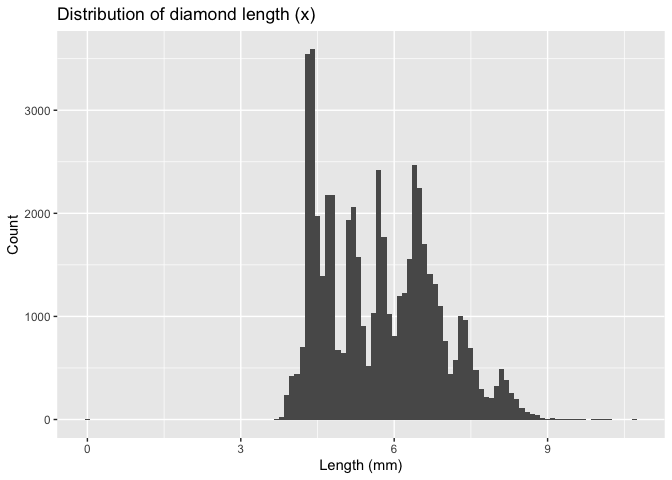 Distribution of diamond length (x)
3000
2000
1000
0
Count
0 3 6 9
Length (mm)